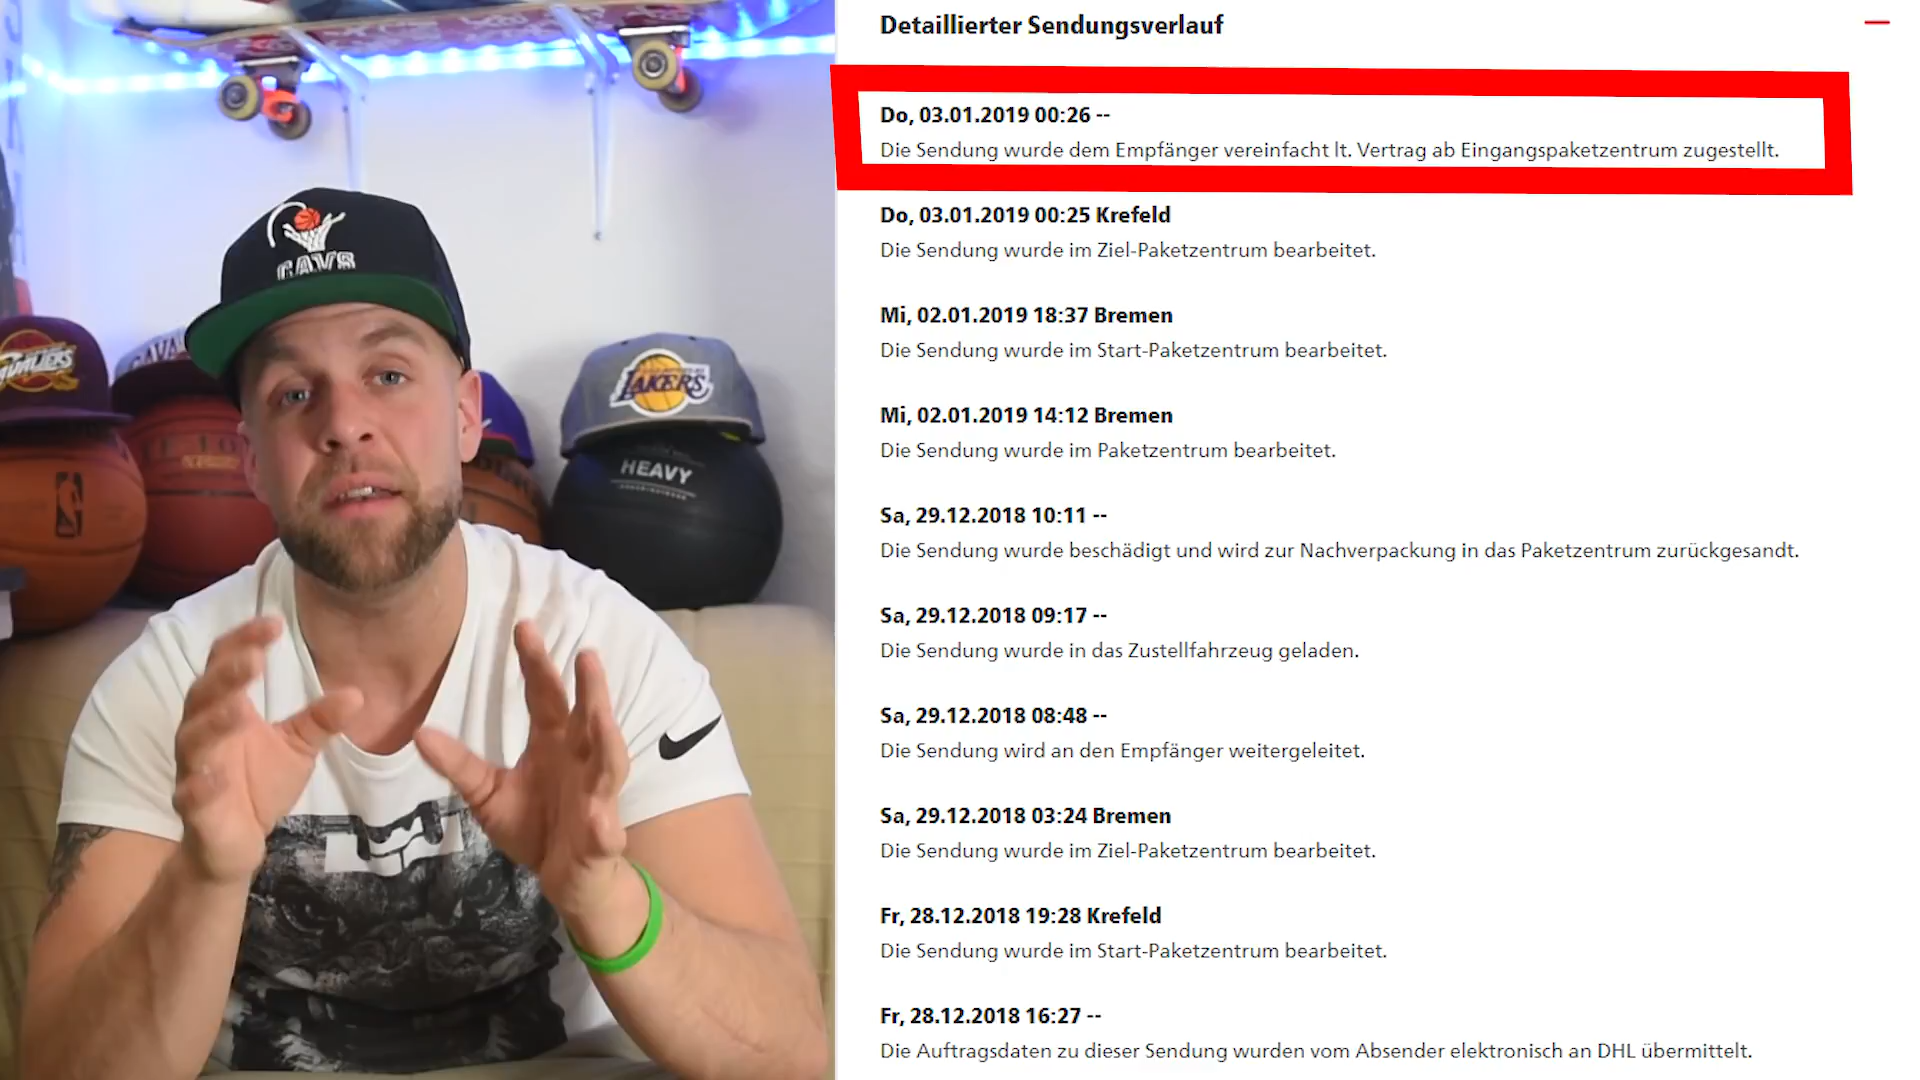 CAVS
CAVALIERS
LAKERS
HEAVY
Detaillierter Sendungsverlauf
Do, 03.01.2019 00:26 --
Die Sendung wurde dem Empfänger vereinfacht lt. Vertrag ab Eingangspaketzentrum zugestellt.
Do, 03.01.2019 00:25 Krefeld
Die Sendung wurde im Ziel-Paketzentrum bearbeitet.
Mi, 02.01.2019 18:37 Bremen
Die Sendung wurde im Start-Paketzentrum bearbeitet.
Mi, 02.01.2019 14:12 Bremen
Die Sendung wurde im Paketzentrum bearbeitet.
Sa, 29.12.2018 10:11 --
Die Sendung wurde beschädigt und wird zur Nachverpackung in das Paketzentrum zurückgesandt.
Sa, 29.12.2018 09:17 --
Die Sendung wurde in das Zustellfahrzeug geladen.
Sa, 29.12.2018 08:48 --
Die Sendung wird an den Empfänger weitergeleitet.
Sa, 29.12.2018 03:24 Bremen
Die Sendung wurde im Ziel-Paketzentrum bearbeitet.
Fr, 28.12.2018 19:28 Krefeld
Die Sendung wurde im Start-Paketzentrum bearbeitet.
Fr, 28.12.2018 16:27 --
Die Auftragsdaten zu dieser Sendung wurden vom Absender elektronisch an DHL übermittelt.